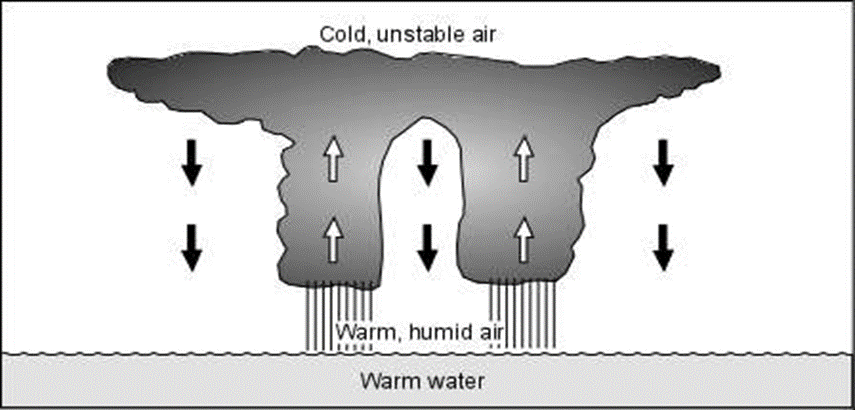 Cold, unstable air
Warm, humid air
Warm water